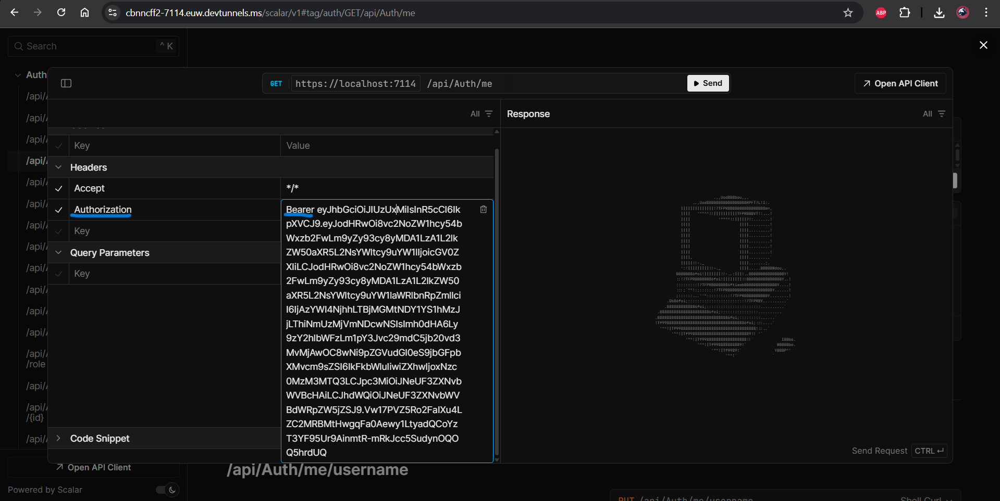 cbnncff2-7114.euw.devtunnels.ms/scalar/v1#tag/auth/GET/api/Auth/me
ABP
Search
^ K
Auth
/api/A
/api/A
/api/A
/api/A
/api/A
/api/A
/api/A
/api/A
/api/A
/api/A
/api/A
/api/A
/api/A
/role
/api/A
/api/A
/{id}
/api/A
Open API Client
Powered by Scalar
GET
https://localhost:7114
/api/Auth/me
Send
Open API Client
All
Response
All
Key
Value
Headers
Accept
*/*
Authorization
Bearer eyJhbGciOiJIUzUxMiIsInR5cCI6Ik
pXVCJ9.eyJodHRwOi8vc2NoZW1hcy54b
Wxzb2FwLm9yZy93cy8yMDA1LzA1L2lk
ZW50aXR5L2NsYWltcy9uYW1lIjoicGV0Z
XIiLCJodHRwOi8vc2NoZW1hcy54bWxzb
2FwLm9yZy93cy8yMDA1LzA1L2lkZW50
aXR5L2NsYWltcy9uYW1laWRlbnRpZmllci
I6IjAzYWI4NjhhLTBjMGMtNDY1YS1hMzJ
jLThiNmUzMjVmNDcwNSIsImh0dHA6Ly
9zY2hlbWFzLm1pY3Jvc29mdC5jb20vd3
MvMjAwOC8wNi9pZGVudGl0eS9jbGFpb
XMvcm9sZSI6IkFkbWluIiwiZXhwIjoxNzc
0MzM3MTQ3LCJpc3MiOiJNeUF3ZXNvb
WVBcHAiLCJhdWQiOiJNeUF3ZXNvbWV
BdWRpZW5jZSJ9.Vw17PVZ5Ro2FaIXu4L
ZC2MRBMtHwgqFa0Aewy1LtyadQCoYz
T3YF95Ur9AinmtR-mRkJcc5SudynOQO
Q5hrdUQ
Key
Query Parameters
Key
Code Snippet
Send Request
CTRL
/api/Auth/me/username
PUT /api/Auth/me/username
Shell Curl